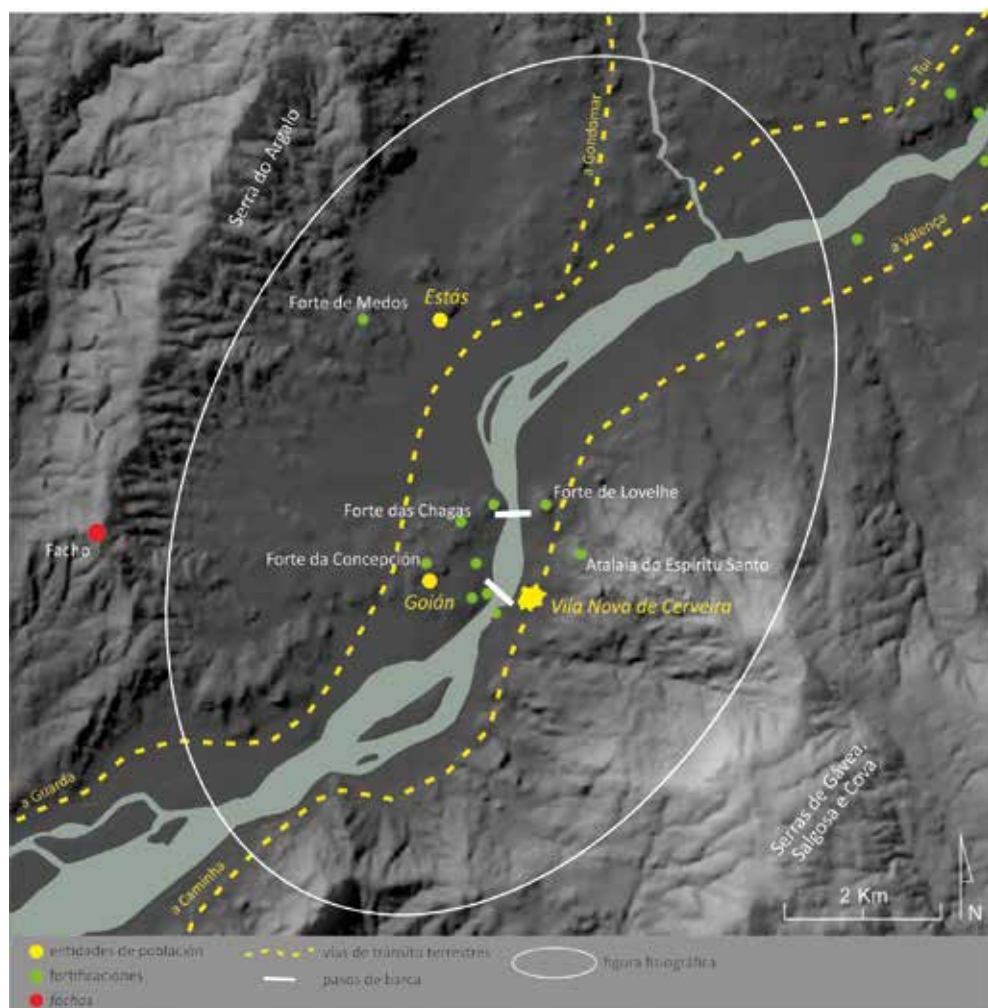 a Tui
a Gondomar
Serra do Argalo
a Valença
Forte de Medos
Estás
Forte das Chagas
Forte de Lovelhe
Facho
Forte da Concepción
Atalaia do Espíritu Santo
Goián
Vila Nova de Cerveira
a Guarda
a Caminha
Serras de Gávea,
Salgosa e Cova
2 Km
N
entidades de población
vías de tránsito terrestres
figura fisiográfica
fortificaciones
pasos de barca
fachos